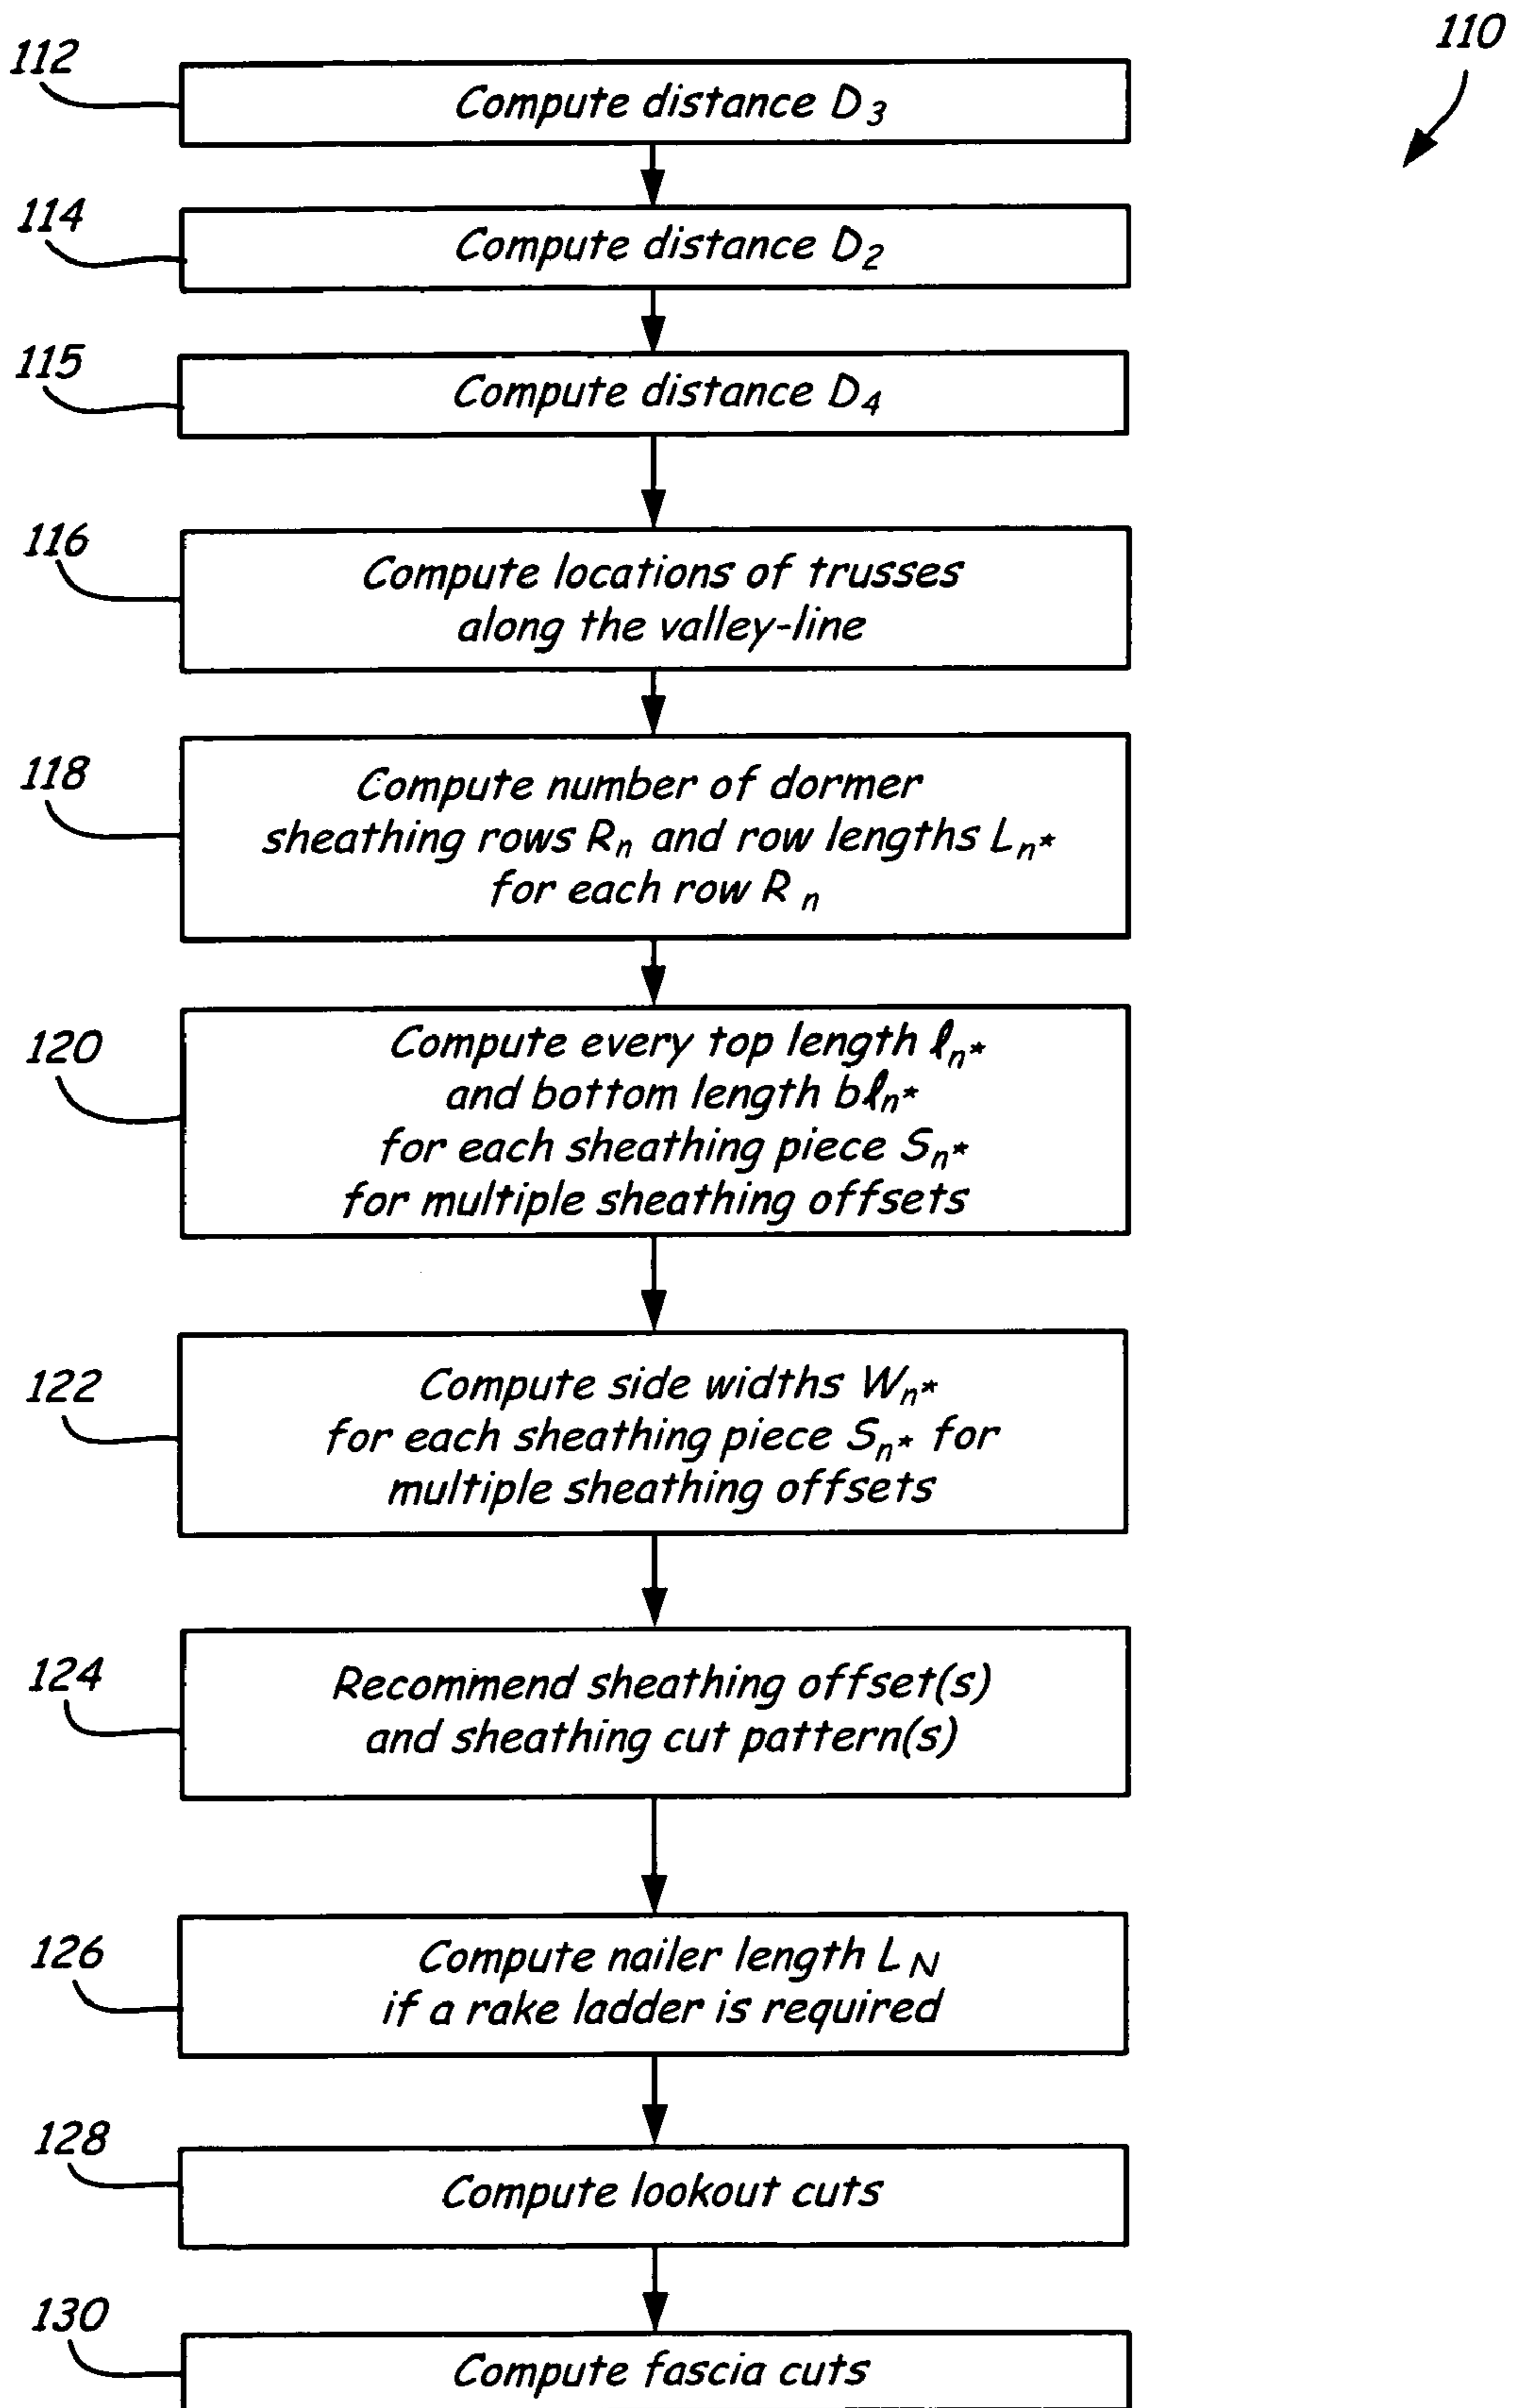 110
112
Compute distance D₃
114
Compute distance D₂
115
Compute distance D₄
116
Compute locations of trusses
along the valley-line
118
Compute number of dormer
sheathing rows Rₙ and row lengths Lₙ*
for each row Rₙ
120
Compute every top length ℓₙ*
and bottom length bℓₙ*
for each sheathing piece Sₙ*
for multiple sheathing offsets
122
Compute side widths Wₙ*
for each sheathing piece Sₙ* for
multiple sheathing offsets
124
Recommend sheathing offset(s)
and sheathing cut pattern(s)
126
Compute nailer length L_N
if a rake ladder is required
128
Compute lookout cuts
130
Compute fascia cuts